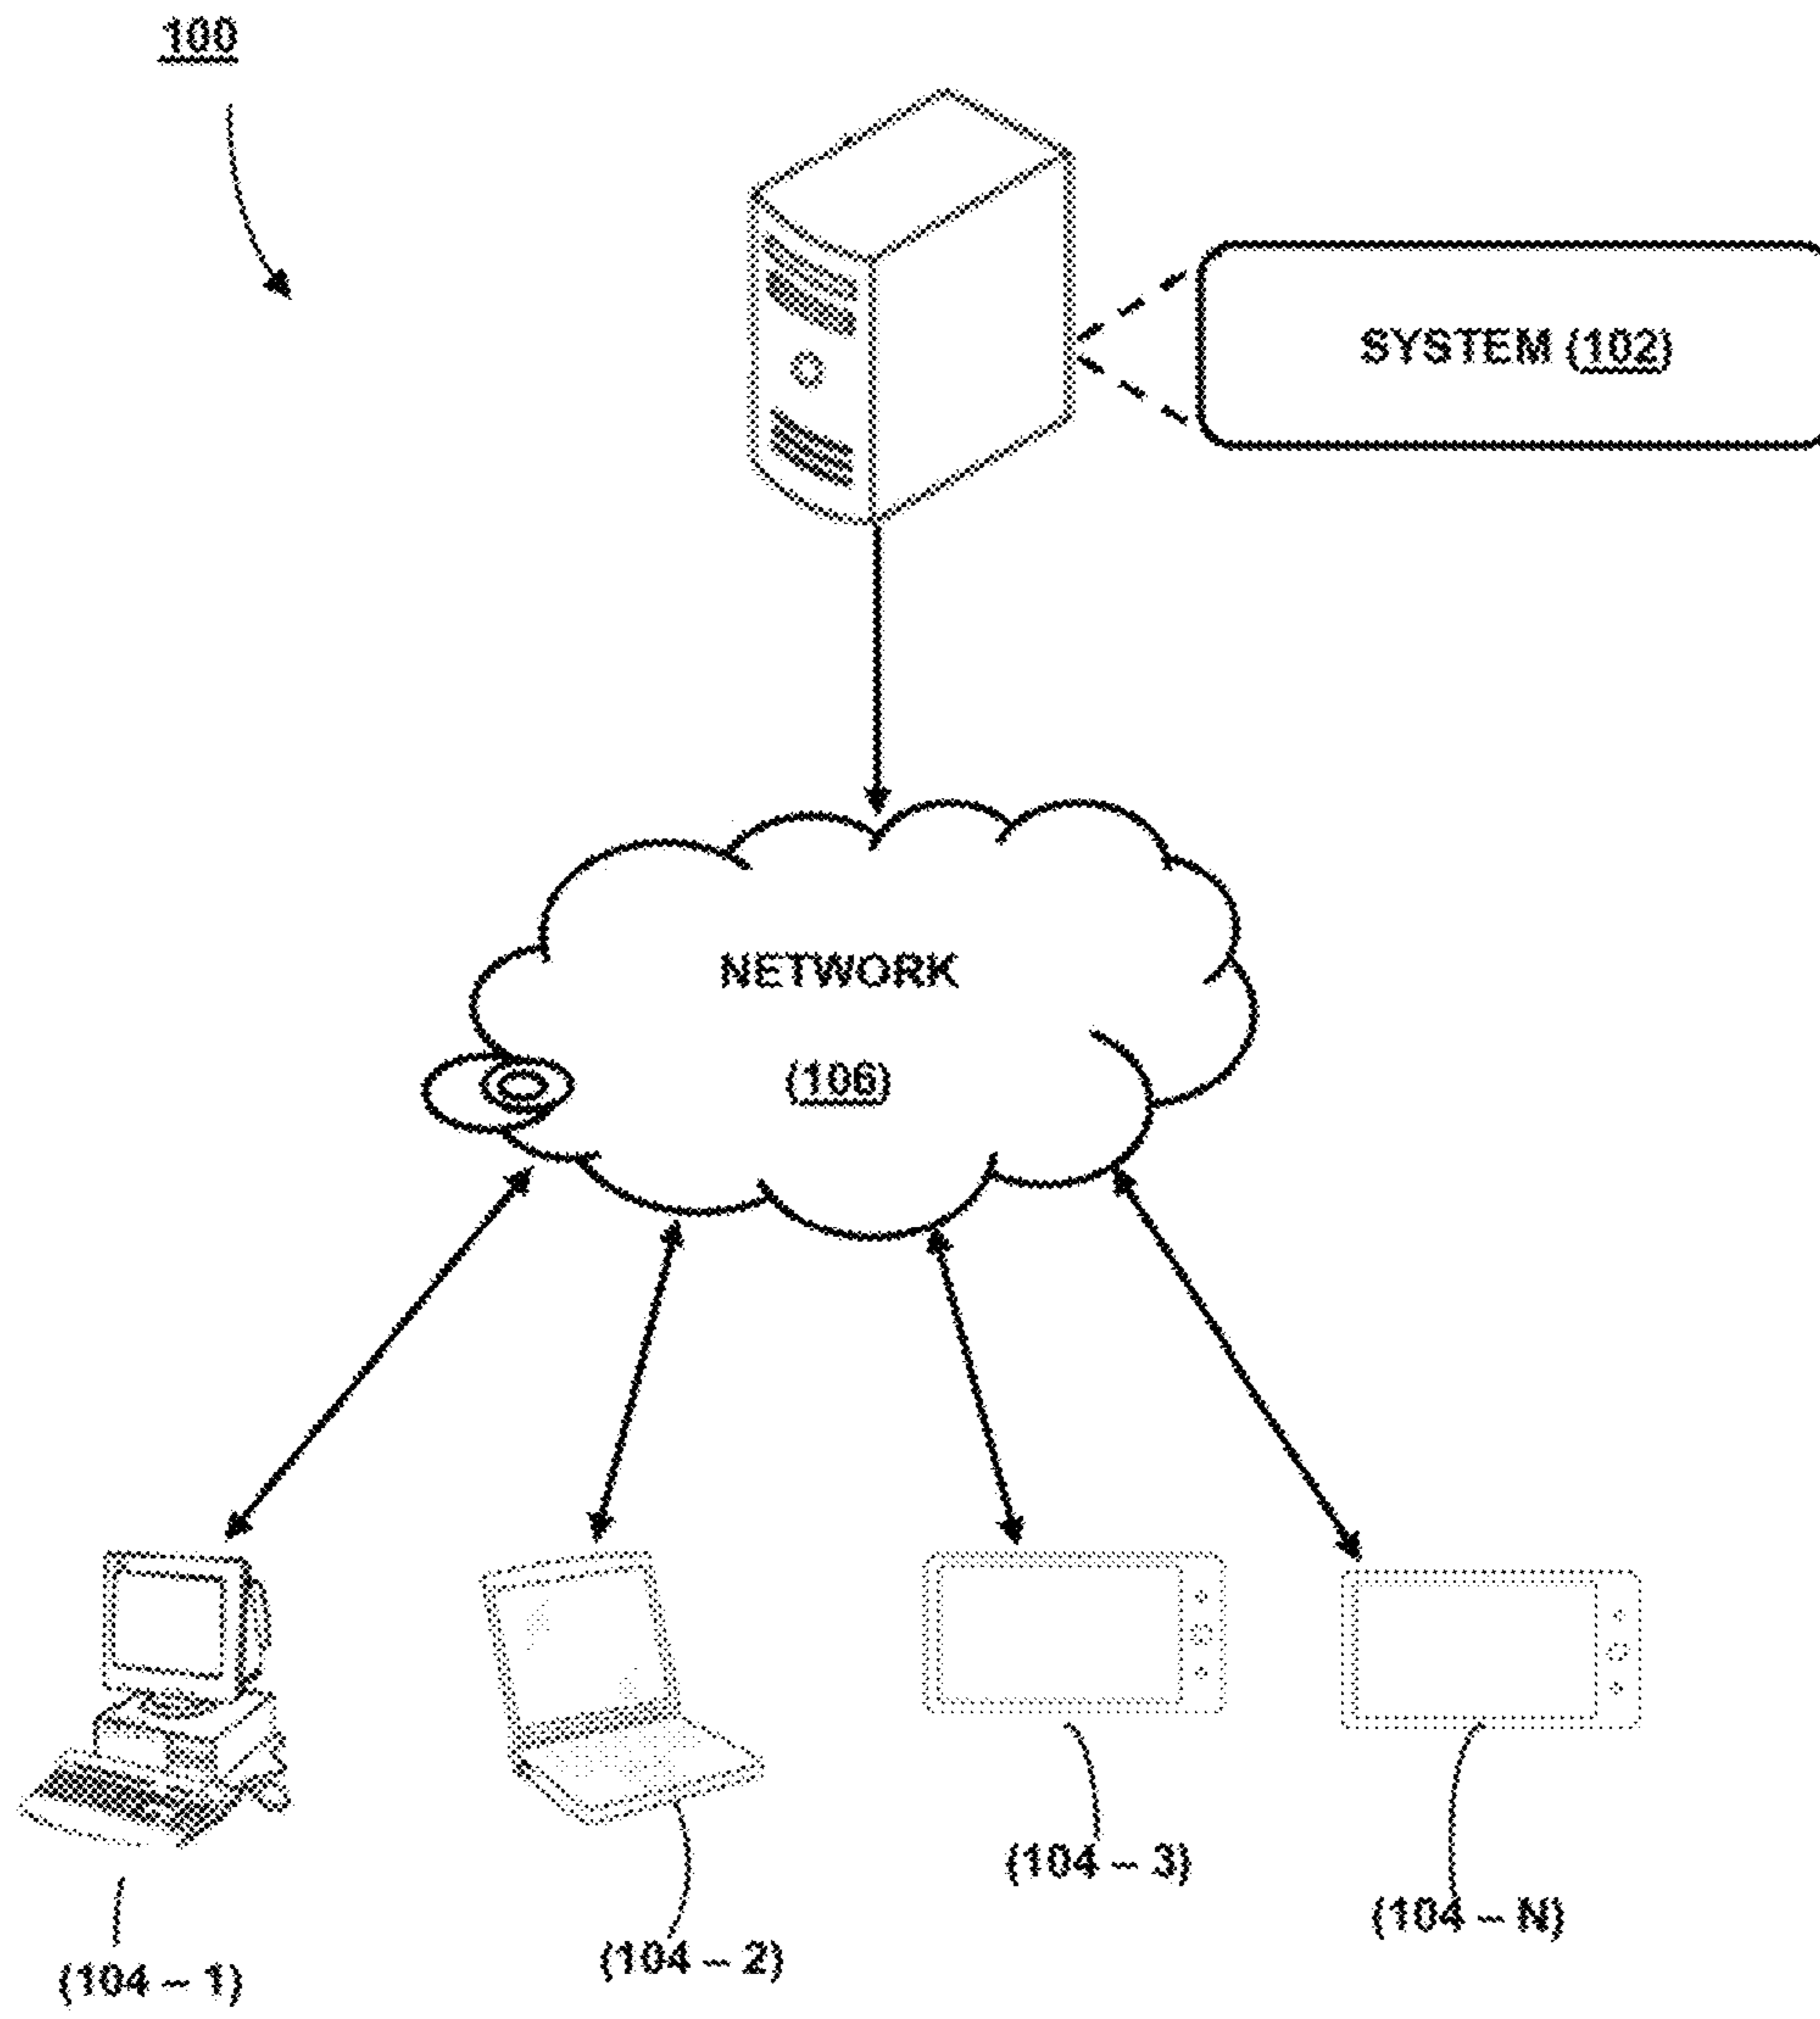 100
SYSTEM (102)
NETWORK
(106)
(104 – 3)
(104 – N)
(104 – 2)
(104 – 1)